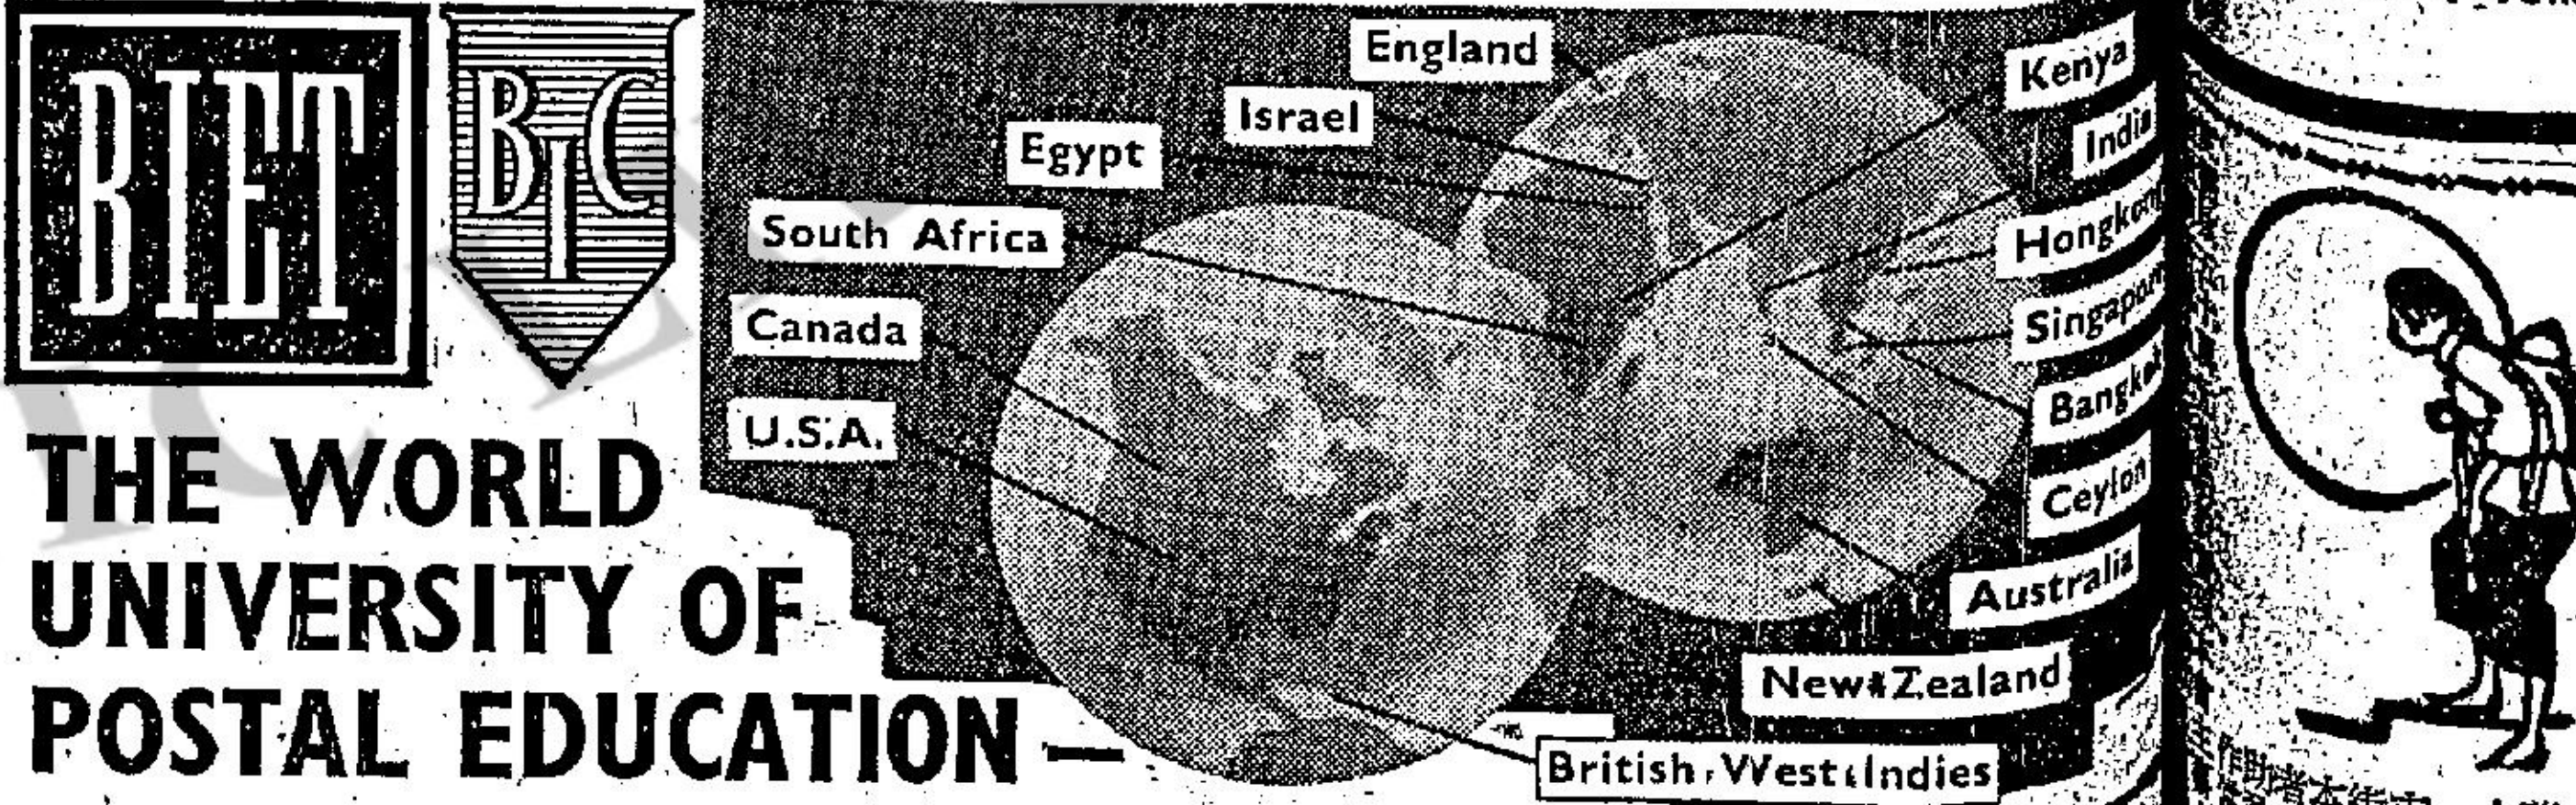 BIET
BIC
England
Israel
Egypt
South Africa
Canada
U.S.A.
Kenya
India
Hongkong
Singapore
Bangkok
Ceylon
Australia
New Zealand
British West Indies
THE WORLD
UNIVERSITY OF
POSTAL EDUCATION —